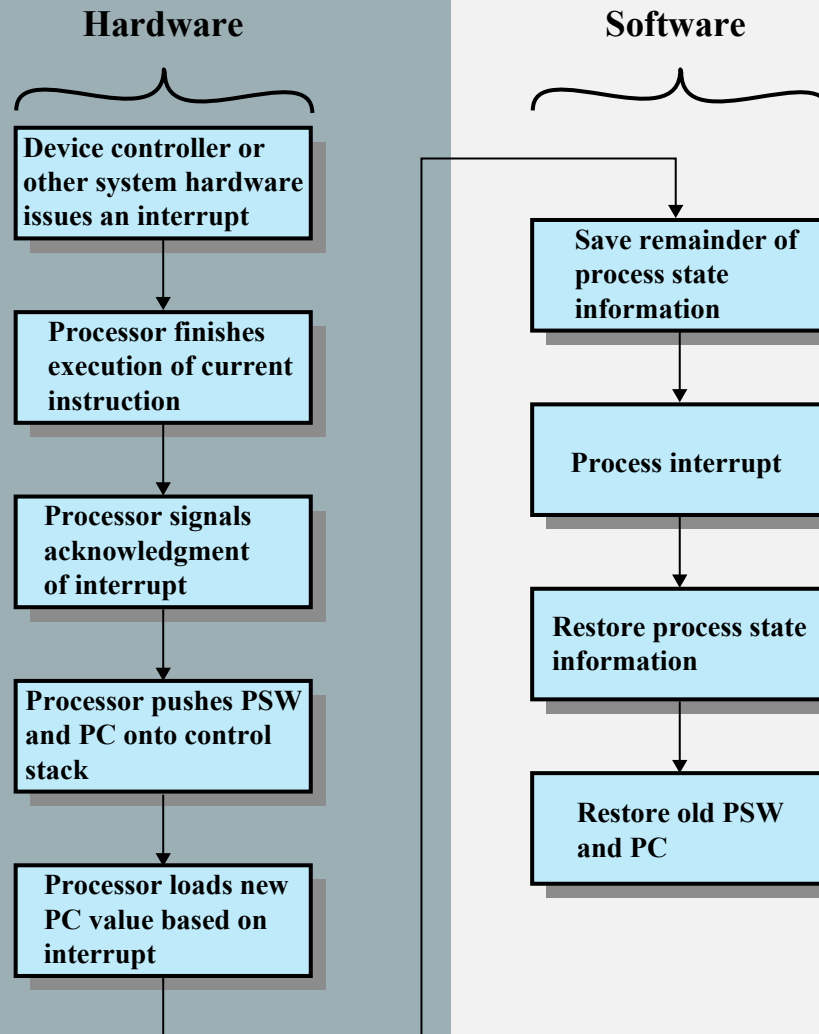 Hardware
Device controller or
other system hardware
issues an interrupt
Processor finishes
execution of current
instruction
Processor signals
acknowledgment
of interrupt
Processor pushes PSW
and PC onto control
stack
Processor loads new
PC value based on
interrupt
Software
Save remainder of
process state
information
Process interrupt
Restore process state
information
Restore old PSW
and PC